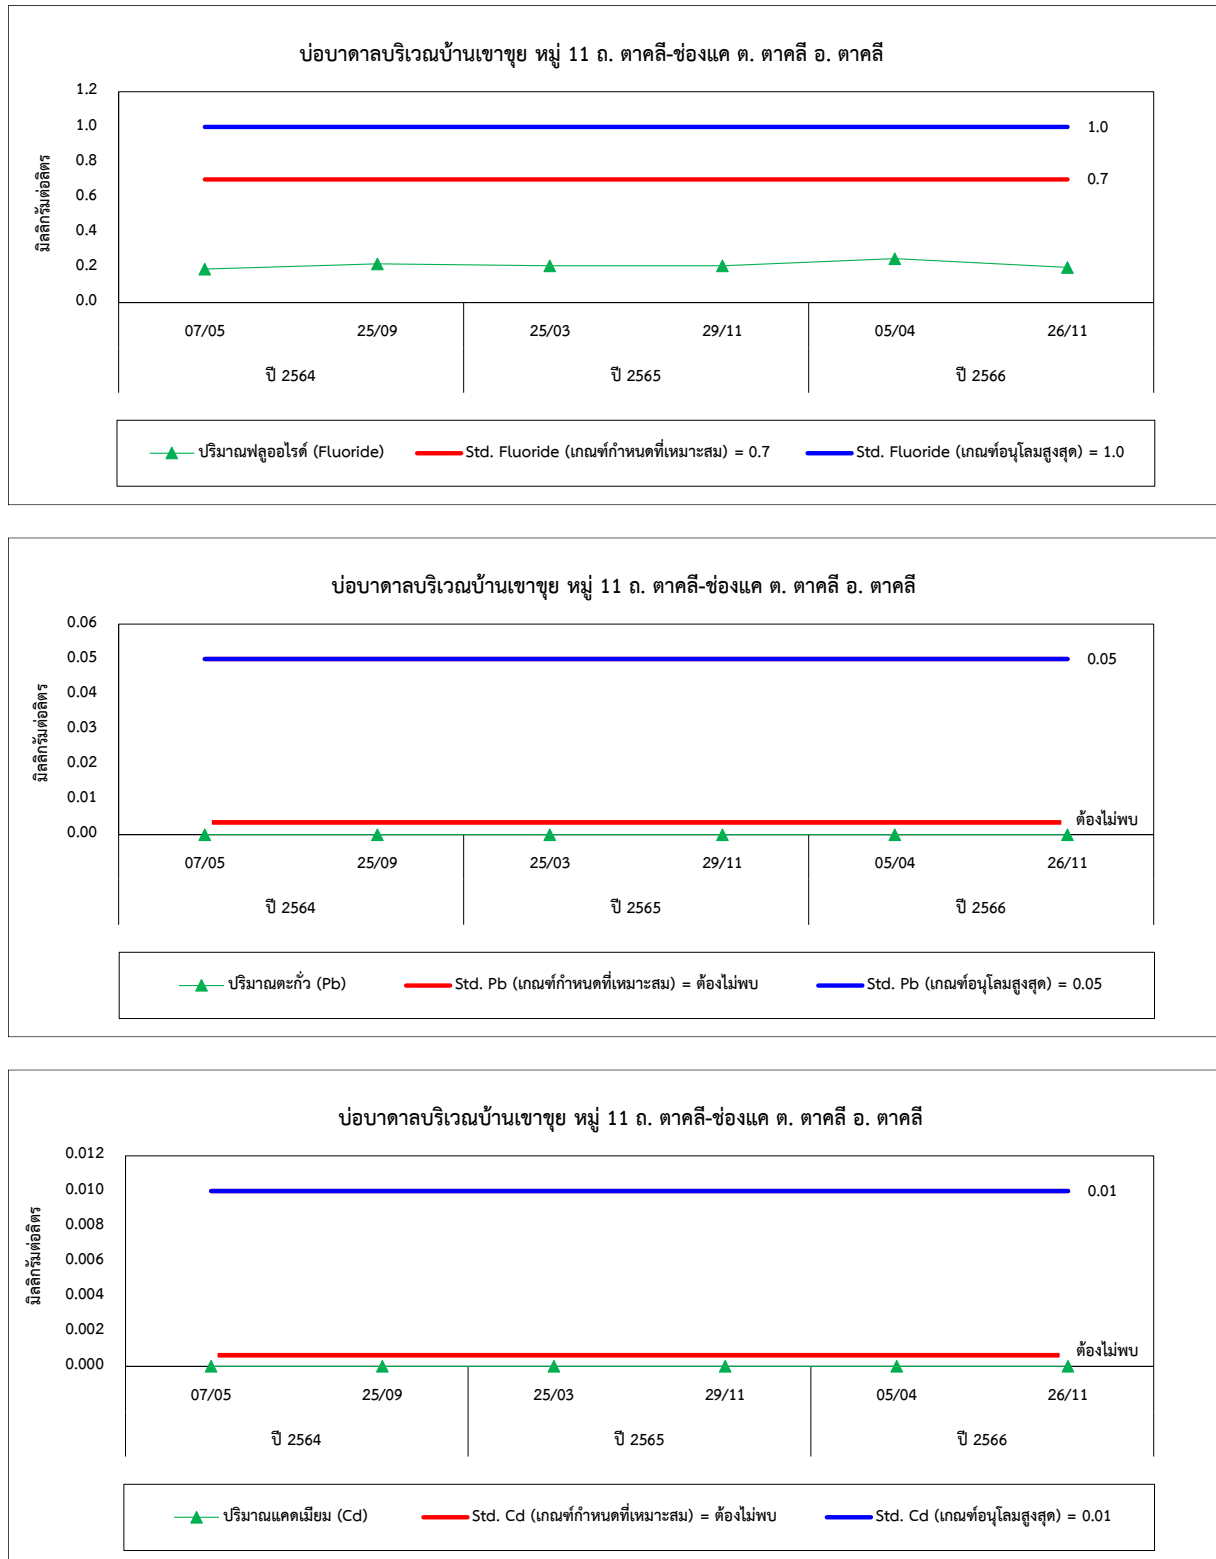 บ่อบาดาลบริเวณบ้านเขาขุย หมู่ 11 ถ. ตาคลี-ช่องแค ต. ตาคลี อ. ตาคลี
มิลลิกรัมต่อลิตร
1.2
1.0
0.8
0.6
0.4
0.2
0.0
1.0
0.7
07/05 25/09 25/03 29/11 05/04 26/11
ปี 2564 ปี 2565 ปี 2566
ปริมาณฟลูออไรด์ (Fluoride) Std. Fluoride (เกณฑ์กำหนดที่เหมาะสม) = 0.7 Std. Fluoride (เกณฑ์อนุโลมสูงสุด) = 1.0
บ่อบาดาลบริเวณบ้านเขาขุย หมู่ 11 ถ. ตาคลี-ช่องแค ต. ตาคลี อ. ตาคลี
มิลลิกรัมต่อลิตร
0.06
0.05
0.04
0.03
0.02
0.01
0.00
0.05
ต้องไม่พบ
07/05 25/09 25/03 29/11 05/04 26/11
ปี 2564 ปี 2565 ปี 2566
ปริมาณตะกั่ว (Pb) Std. Pb (เกณฑ์กำหนดที่เหมาะสม) = ต้องไม่พบ Std. Pb (เกณฑ์อนุโลมสูงสุด) = 0.05
บ่อบาดาลบริเวณบ้านเขาขุย หมู่ 11 ถ. ตาคลี-ช่องแค ต. ตาคลี อ. ตาคลี
มิลลิกรัมต่อลิตร
0.012
0.010
0.008
0.006
0.004
0.002
0.000
0.01
ต้องไม่พบ
07/05 25/09 25/03 29/11 05/04 26/11
ปี 2564 ปี 2565 ปี 2566
ปริมาณแคดเมียม (Cd) Std. Cd (เกณฑ์กำหนดที่เหมาะสม) = ต้องไม่พบ Std. Cd (เกณฑ์อนุโลมสูงสุด) = 0.01